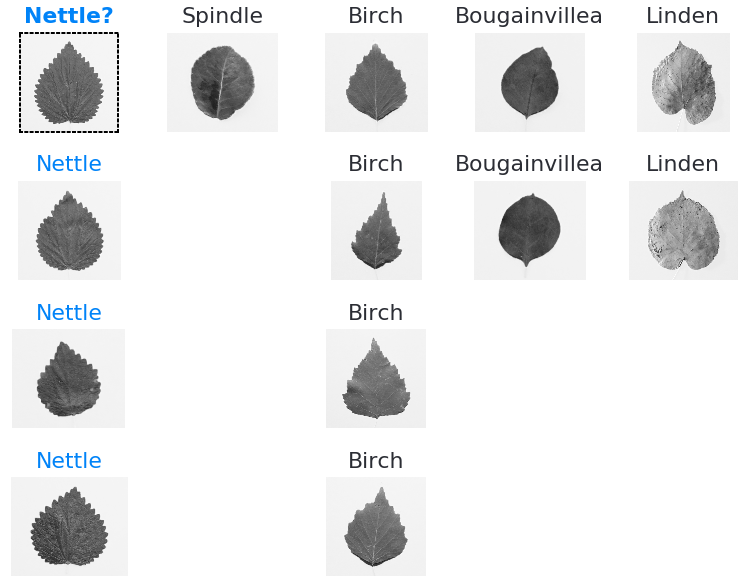 Nettle? Spindle Birch Bougainvillea Linden
Nettle Birch Bougainvillea Linden
Nettle Birch
Nettle Birch